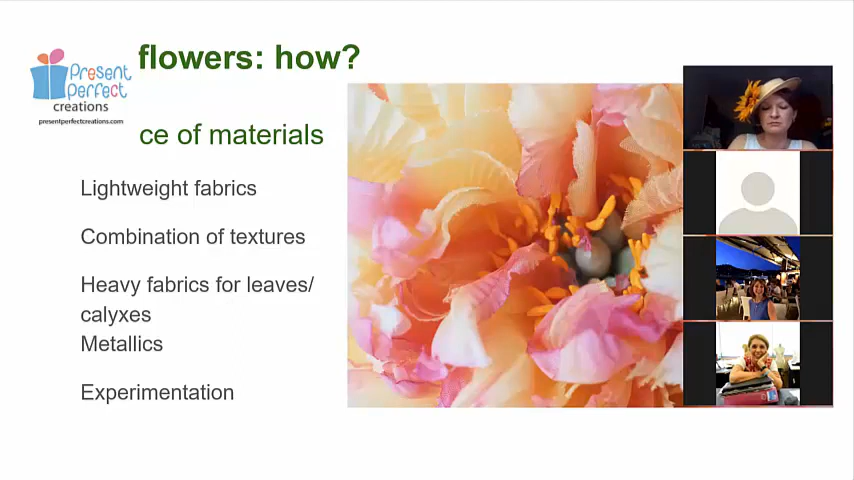 flowers: how?
Present
Perfect
creations
presentperfectcreations.com
ce of materials
Lightweight fabrics
Combination of textures
Heavy fabrics for leaves/
calyxes
Metallics
Experimentation